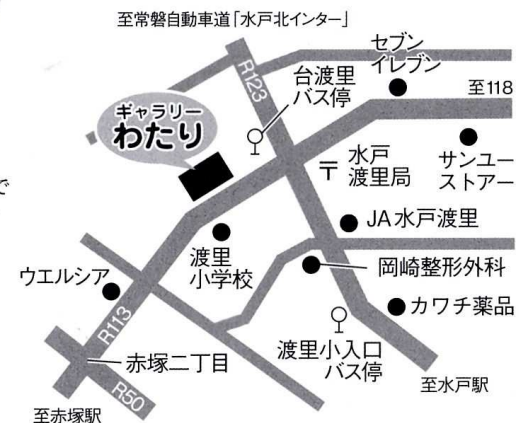 至常磐自動車道「水戸北インター」
セブン
イレブン
R123
台渡里
バス停
至118
ギャラリー
わたり
〒
水戸
渡里局
サンユー
ストアー
で
JA水戸渡里
渡里
小学校
岡崎整形外科
ウエルシア
カワチ薬品
R113
渡里小入口
バス停
赤塚二丁目
至水戸駅
R50
至赤塚駅